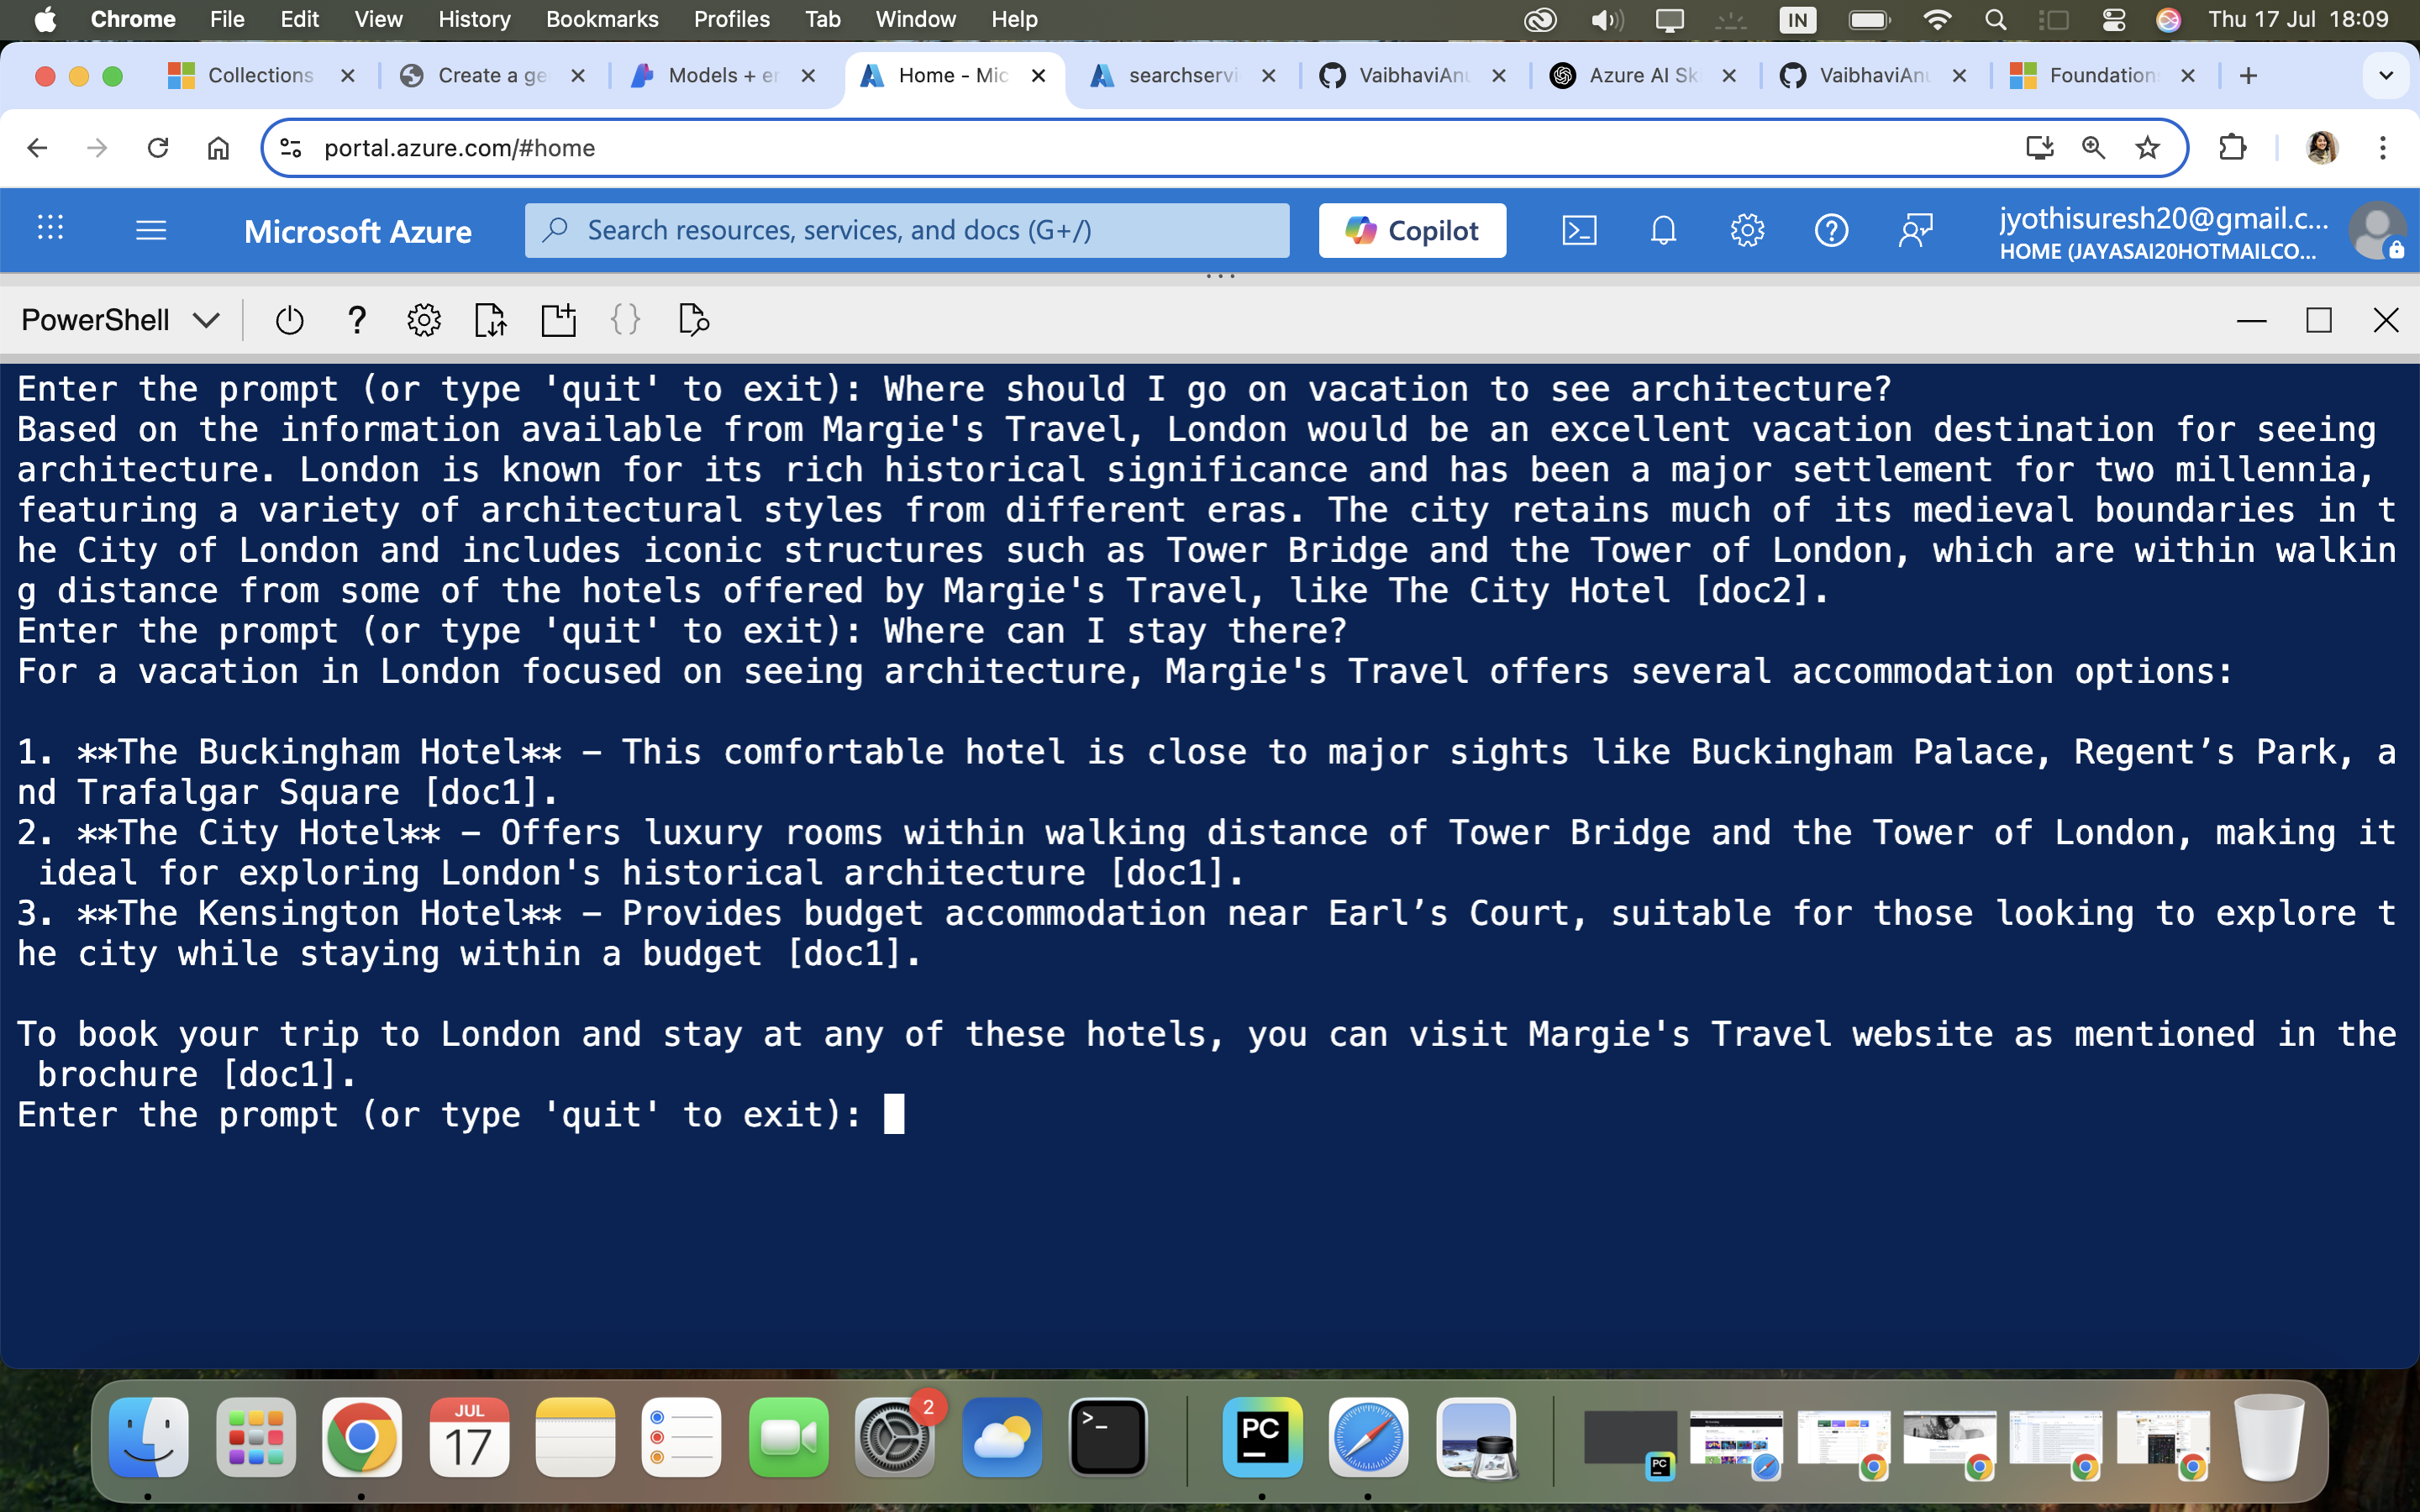 Chrome File Edit View History Bookmarks Profiles Tab Window Help IN Thu 17 Jul 18:09
Collections Create a ge Models + er Home - Mic searchservi VaibhaviAnu Azure AI Sk VaibhaviAnu Foundation
portal.azure.com/#home
Microsoft Azure Search resources, services, and docs (G+/) Copilot jyothisuresh20@gmail.c...
HOME (JAYASAI20HOTMAILCO...
PowerShell
Enter the prompt (or type 'quit' to exit): Where should I go on vacation to see architecture?
Based on the information available from Margie's Travel, London would be an excellent vacation destination for seeing
architecture. London is known for its rich historical significance and has been a major settlement for two millennia,
featuring a variety of architectural styles from different eras. The city retains much of its medieval boundaries in t
he City of London and includes iconic structures such as Tower Bridge and the Tower of London, which are within walkin
g distance from some of the hotels offered by Margie's Travel, like The City Hotel [doc2].
Enter the prompt (or type 'quit' to exit): Where can I stay there?
For a vacation in London focused on seeing architecture, Margie's Travel offers several accommodation options:
1. **The Buckingham Hotel** – This comfortable hotel is close to major sights like Buckingham Palace, Regent’s Park, a
nd Trafalgar Square [doc1].
2. **The City Hotel** – Offers luxury rooms within walking distance of Tower Bridge and the Tower of London, making it
ideal for exploring London's historical architecture [doc1].
3. **The Kensington Hotel** – Provides budget accommodation near Earl’s Court, suitable for those looking to explore t
he city while staying within a budget [doc1].
To book your trip to London and stay at any of these hotels, you can visit Margie's Travel website as mentioned in the
brochure [doc1].
Enter the prompt (or type 'quit' to exit):
JUL
17
2
PC
PC